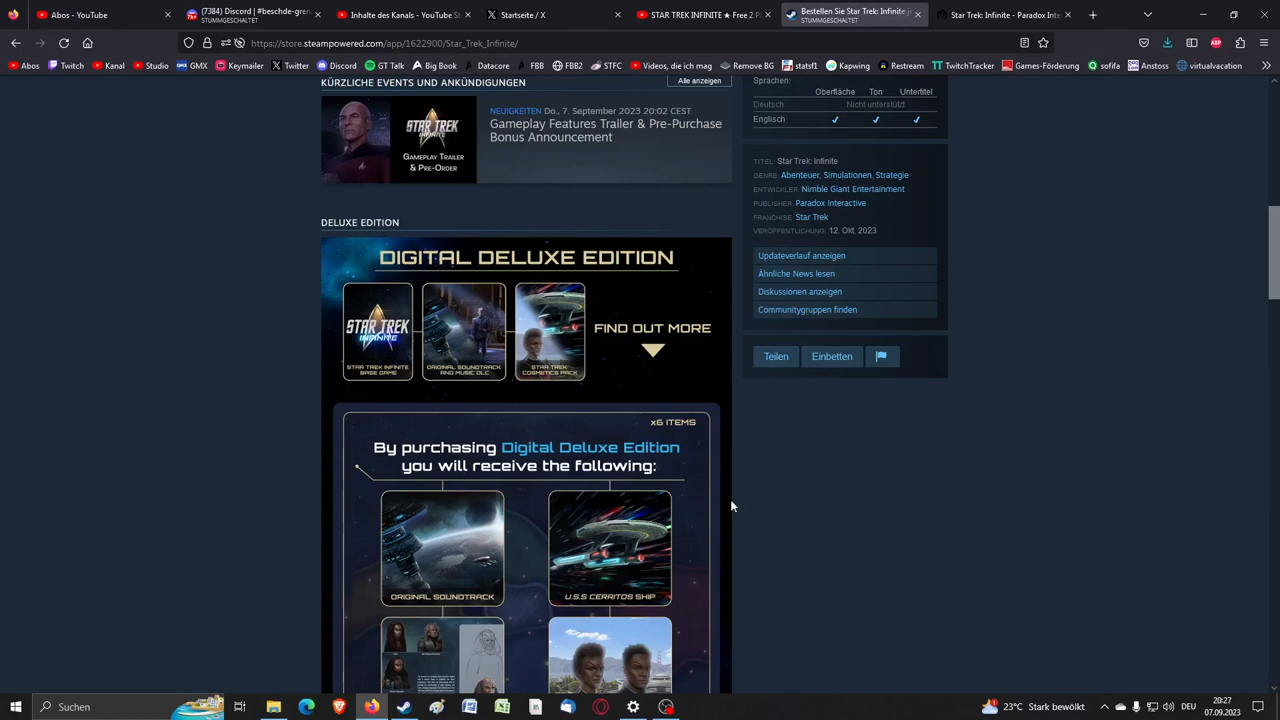 Abos - YouTube
(7384) Discord | #beschde-gren
STUMMGESCHALTET
Inhalte des Kanals - YouTube St
Startseite / X
STAR TREK INFINITE ★ Free 2 Pl
Bestellen Sie Star Trek: Infinite je
STUMMGESCHALTET
Star Trek: Infinite - Paradox Inte
https://store.steampowered.com/app/1622900/Star_Trek_Infinite/
Abos
Twitch
Kanal
Studio
GMX
Keymailer
X
Twitter
Discord
GT Talk
Big Book
Datacore
FBB
FBB2
STFC
Videos, die ich mag
Remove BG
statsf1
Kapwing
Restream
TwitchTracker
Games-Förderung
sofifa
Anstoss
virtualvacation
KÜRZLICHE EVENTS UND ANKÜNDIGUNGEN
Alle anzeigen
STAR TREK
INFINITE
GAMEPLAY TRAILER
& PRE-ORDER
NEUIGKEITEN Do., 7. September 2023 20:02 CEST
Gameplay Features Trailer & Pre-Purchase
Bonus Announcement
DELUXE EDITION
DIGITAL DELUXE EDITION
STAR TREK
INFINITE
STAR TREK INFINITE
BASE GAME
ORIGINAL SOUNDTRACK
AND MUSIC DLC
STAR TREK
COSMETICS PACK
FIND OUT MORE
x6 ITEMS
By purchasing Digital Deluxe Edition
you will receive the following:
ORIGINAL SOUNDTRACK
U.S.S CERRITOS SHIP
Sprachen:
Oberfläche Ton Untertitel
Deutsch Nicht unterstützt
Englisch ✓ ✓ ✓
TITEL: Star Trek: Infinite
GENRE: Abenteuer, Simulationen, Strategie
ENTWICKLER: Nimble Giant Entertainment
PUBLISHER: Paradox Interactive
FRANCHISE: Star Trek
VERÖFFENTLICHUNG: 12. Okt. 2023
Updateverlauf anzeigen
Ähnliche News lesen
Diskussionen anzeigen
Communitygruppen finden
Teilen
Einbetten
Suchen
23°C Stark bewölkt
DEU
20:27
07.09.2023